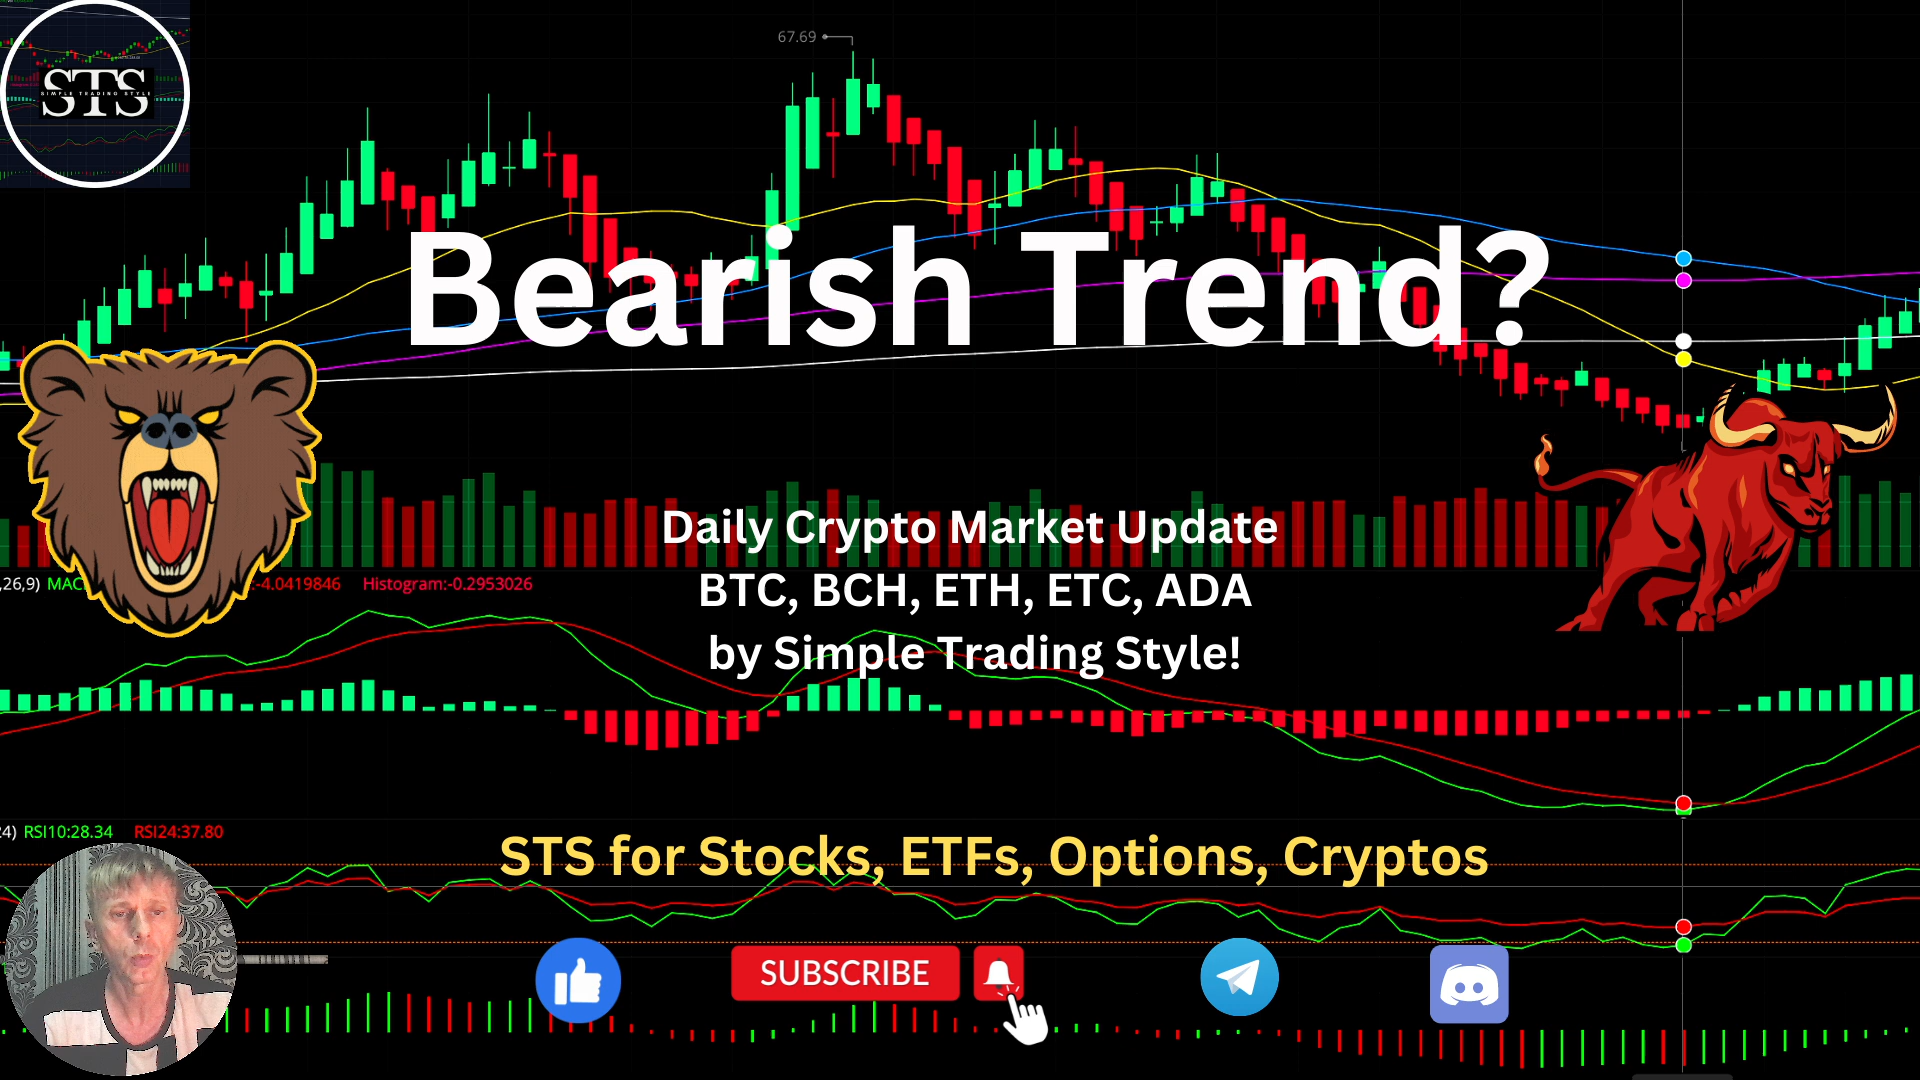 67.69
STS
SIMPLE TRADING STYLE
Bearish Trend?
Daily Crypto Market Update
BTC, BCH, ETH, ETC, ADA
by Simple Trading Style!
,26,9) MAC :-4.0419846 Histogram:-0.2953026
24) RSI10:28.34 RSI24:37.80
STS for Stocks, ETFs, Options, Cryptos
SUBSCRIBE